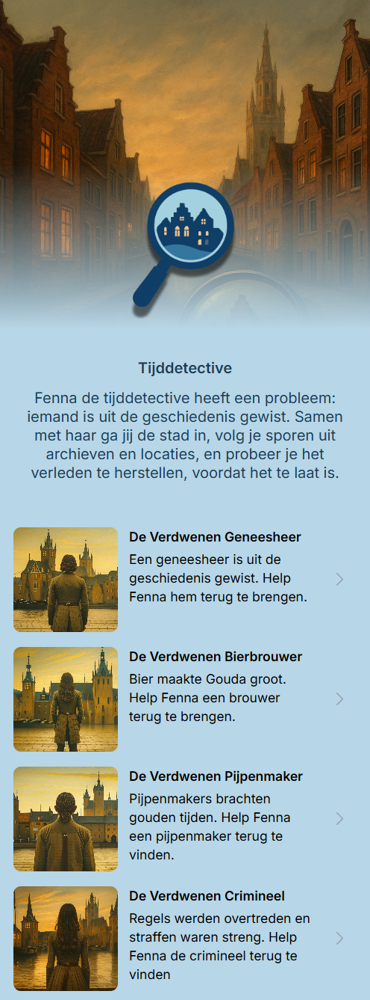 Tijddetective
Fenna de tijddetective heeft een probleem:
iemand is uit de geschiedenis gewist. Samen
met haar ga jij de stad in, volg je sporen uit
archieven en locaties, en probeer je het
verleden te herstellen, voordat het te laat is.
De Verdwenen Geneesheer
Een geneesheer is uit de
geschiedenis gewist. Help
Fenna hem terug te brengen.
De Verdwenen Bierbrouwer
Bier maakte Gouda groot.
Help Fenna een brouwer
terug te brengen.
De Verdwenen Pijpenmaker
Pijpenmakers brachten
gouden tijden. Help Fenna
een pijpenmaker terug te
vinden.
De Verdwenen Crimineel
Regels werden overtreden en
straffen waren streng. Help
Fenna de crimineel terug te
vinden